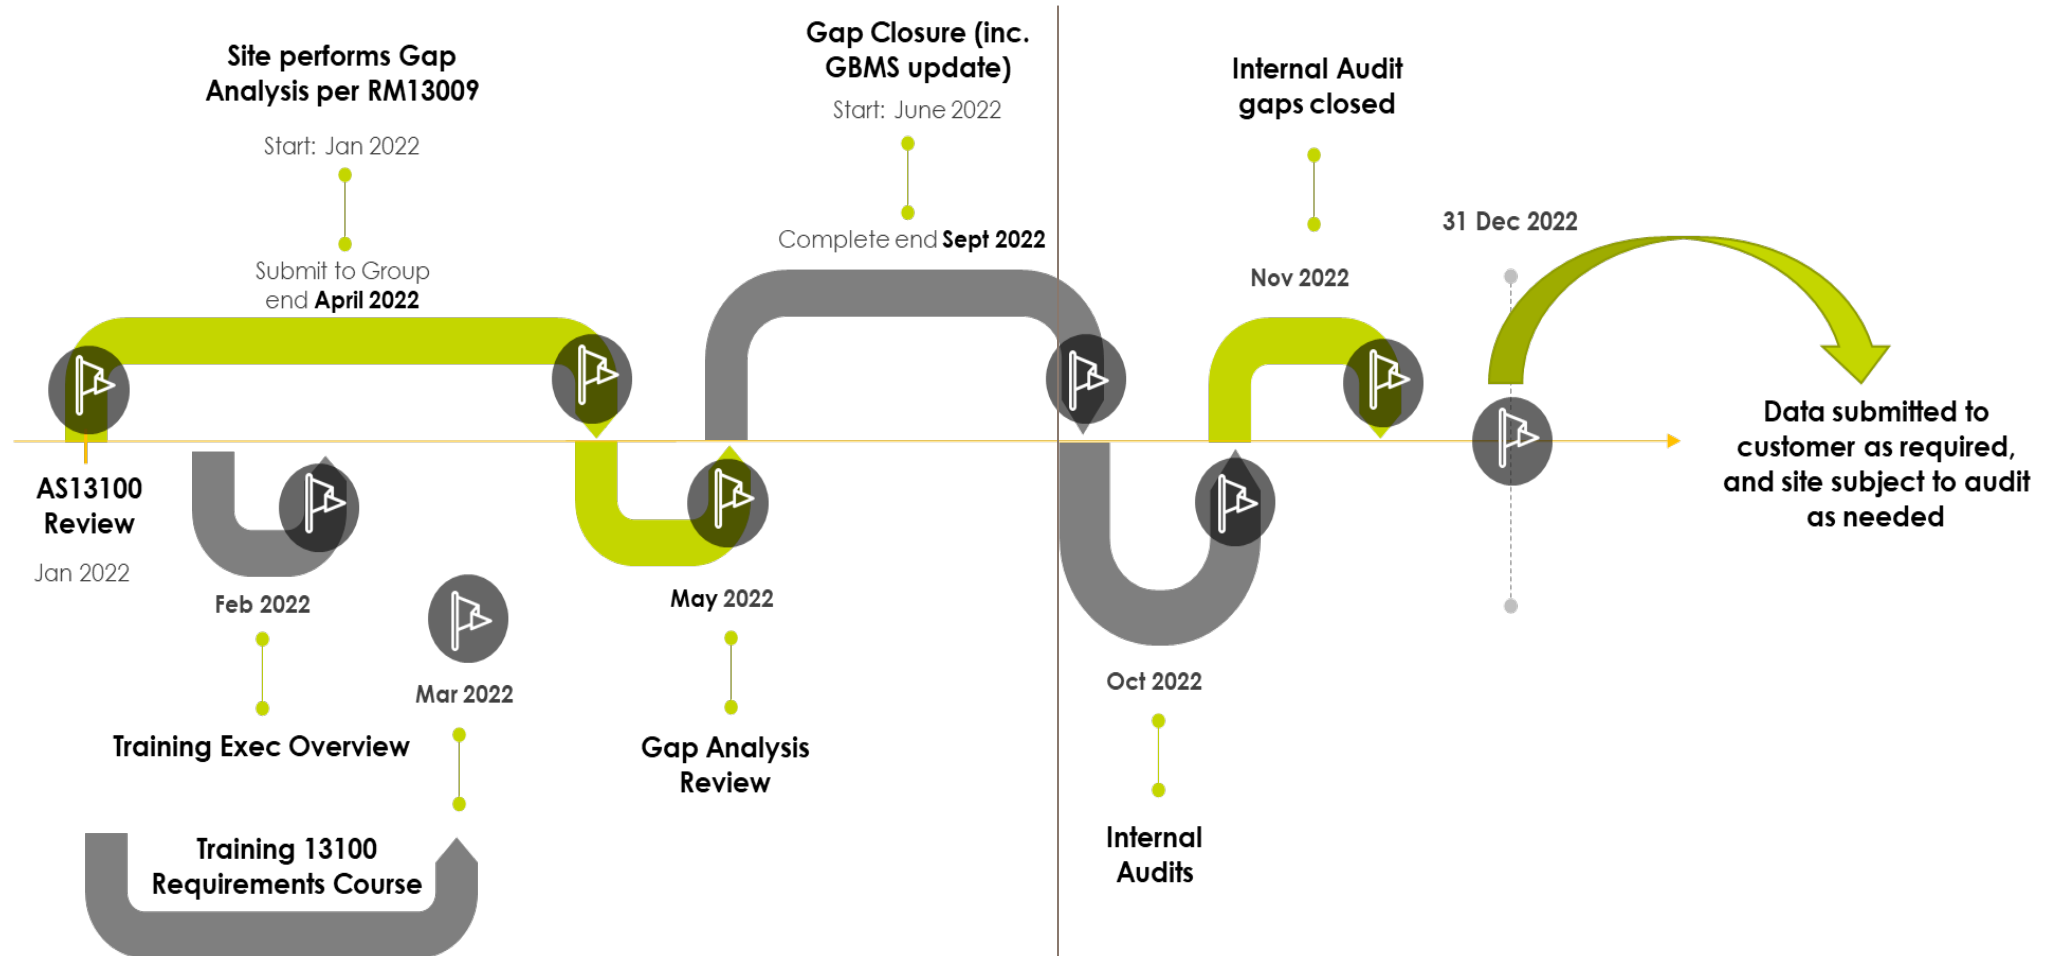 Site performs Gap
Analysis per RM13009
Start: Jan 2022
Submit to Group
end April 2022
AS13100
Review
Jan 2022
Feb 2022
Training Exec Overview
Mar 2022
Training 13100
Requirements Course
May 2022
Gap Analysis
Review
Gap Closure (inc.
GBMS update)
Start: June 2022
Complete end Sept 2022
Oct 2022
Internal
Audits
Internal Audit
gaps closed
Nov 2022
31 Dec 2022
Data submitted to
customer as required,
and site subject to audit
as needed